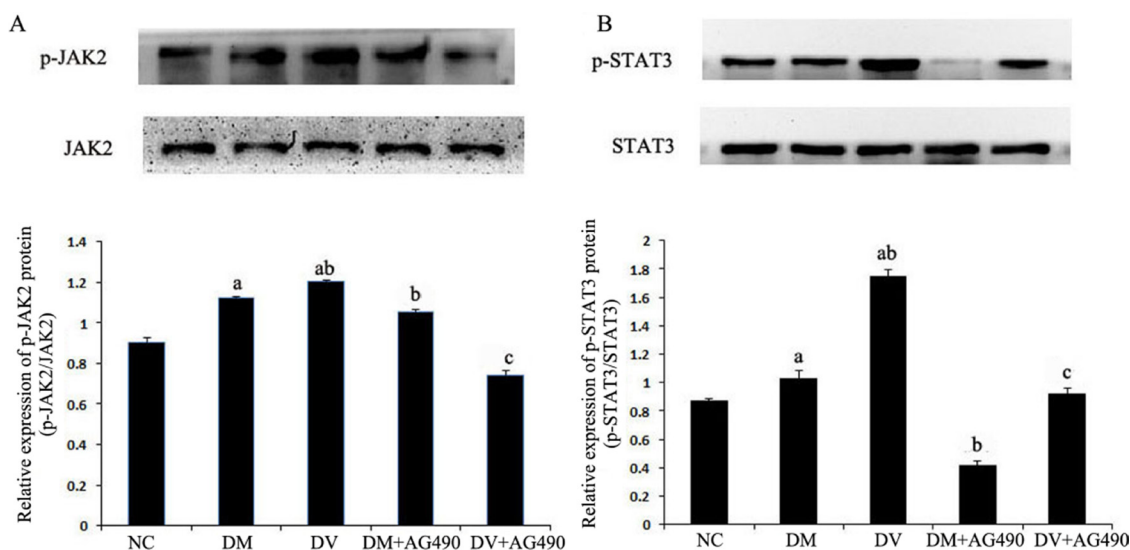 A
p-JAK2
JAK2
Relative expression of p-JAK2 protein
(p-JAK2/JAK2)
1.4
1.2
1
0.8
0.6
0.4
0.2
0
a
ab
b
c
NC DM DV DM+AG490 DV+AG490
B
p-STAT3
STAT3
Relative expression of p-STAT3 protein
(p-STAT3/STAT3)
2
1.8
1.6
1.4
1.2
1
0.8
0.6
0.4
0.2
0
a
ab
b
c
NC DM DV DM+AG490 DV+AG490